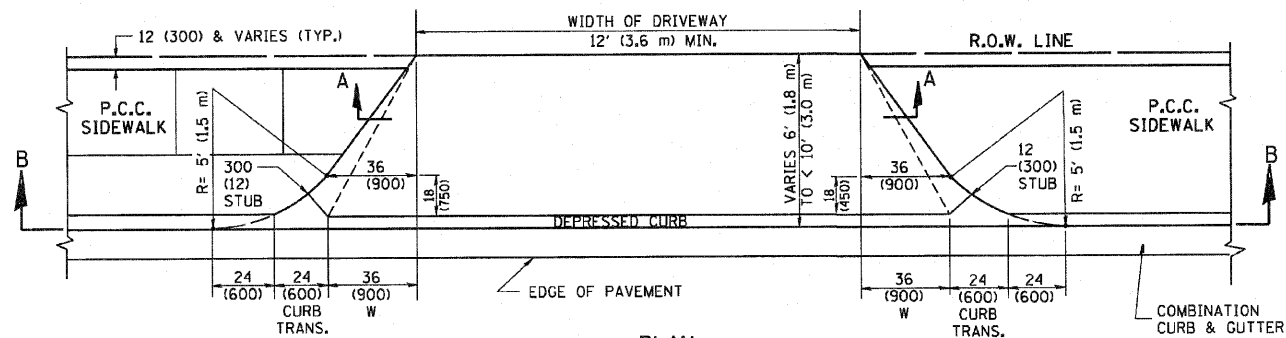 WIDTH OF DRIVEWAY
12' (3.6 m) MIN.
12 (300) & VARIES (TYP.)
R.O.W. LINE
A
A
P.C.C.
SIDEWALK
P.C.C.
SIDEWALK
R= 5' (1.5 m)
R= 5' (1.5 m)
VARIES 6' (1.8 m)
TO < 10' (3.0 m)
B
B
300
(12)
STUB
36
(900)
18
(750)
36
(900)
18
(450)
12
(300)
STUB
DEPRESSED CURB
24
(600)
24
(600)
CURB
TRANS.
36
(900)
W
EDGE OF PAVEMENT
36
(900)
W
24
(600)
CURB
TRANS.
24
(600)
COMBINATION
CURB & GUTTER